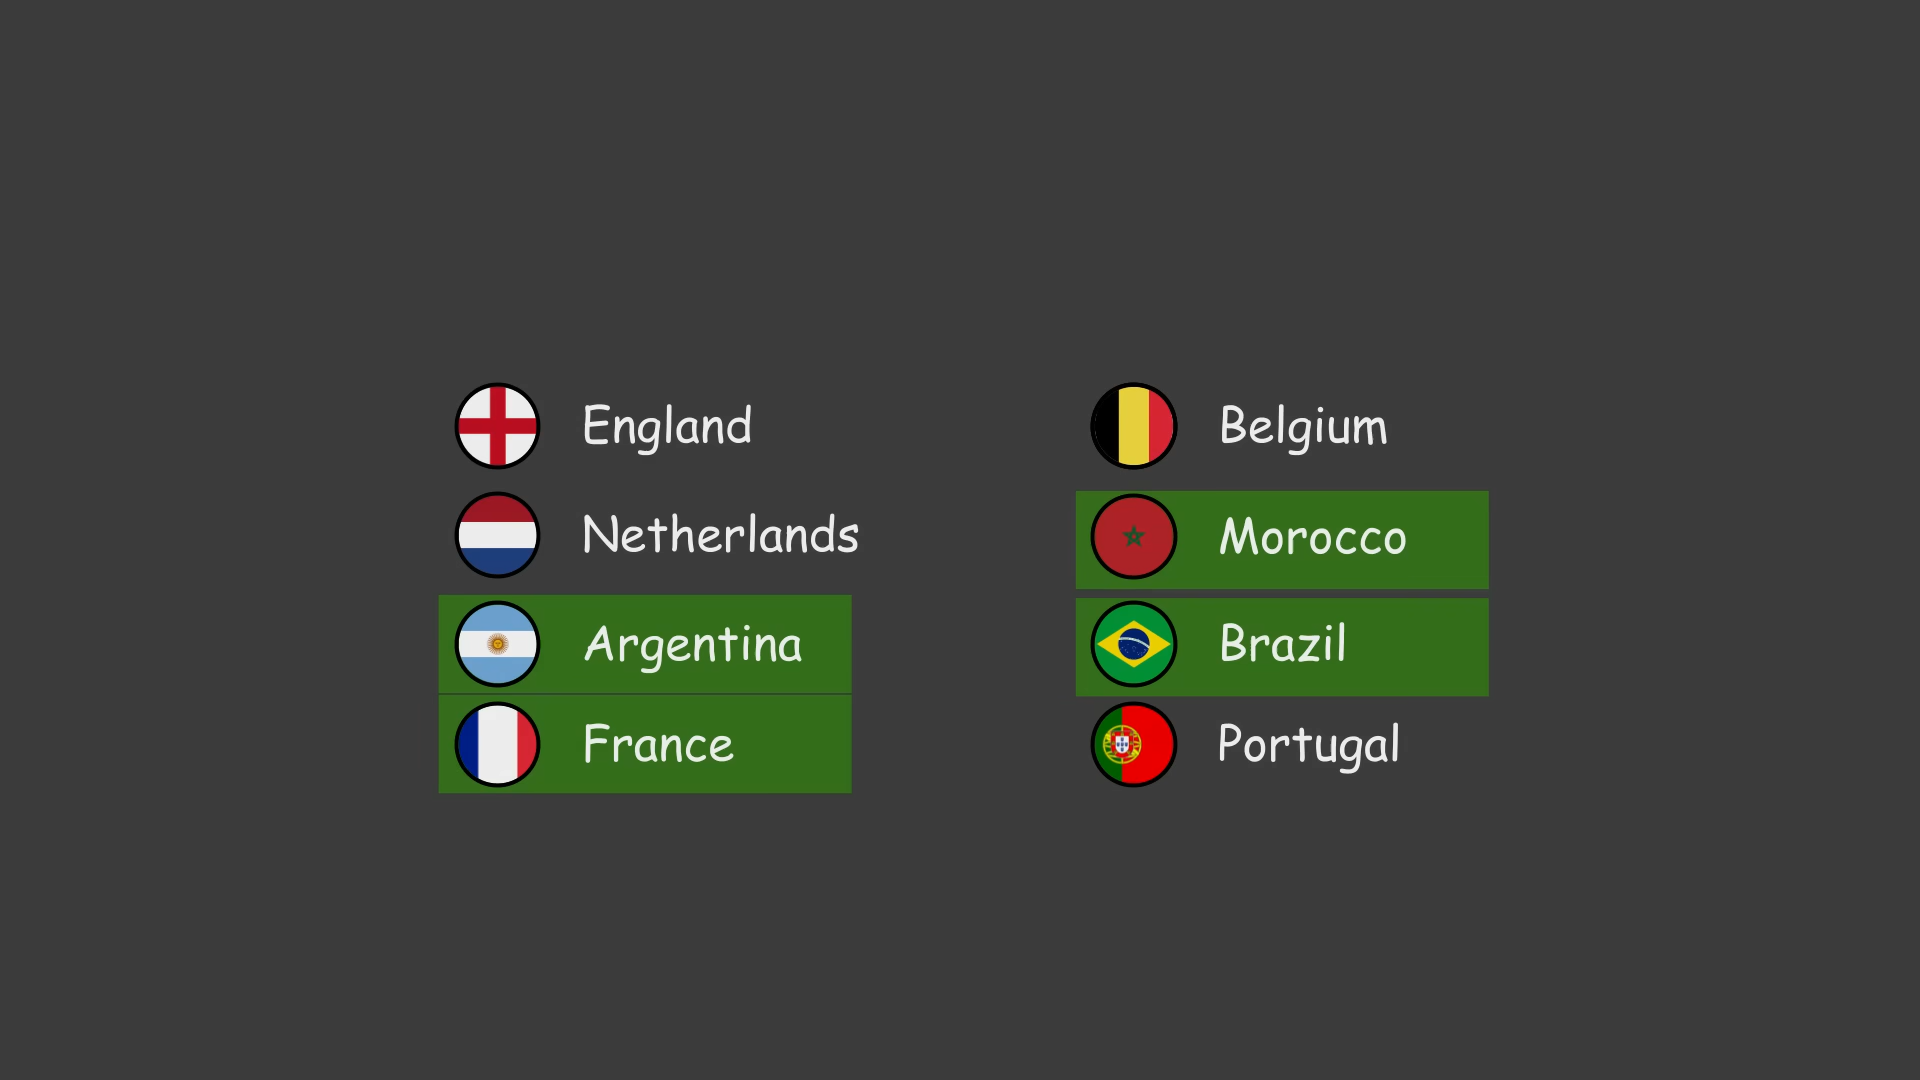 England
Netherlands
Argentina
France
Belgium
Morocco
Brazil
Portugal